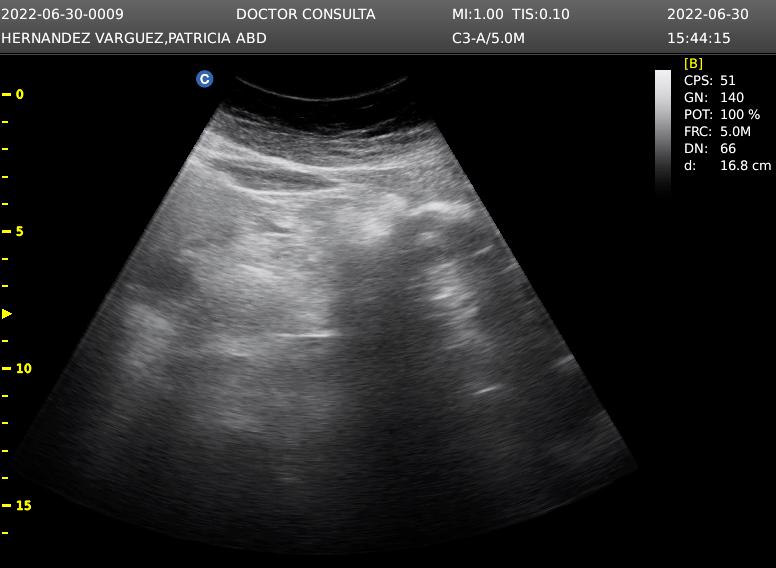 2022-06-30-0009 DOCTOR CONSULTA MI:1.00 TIS:0.10 2022-06-30
HERNANDEZ VARGUEZ,PATRICIA ABD C3-A/5.0M 15:44:15
[B]
C
CPS: 51
GN: 140
POT: 100 %
FRC: 5.0M
DN: 66
d: 16.8 cm
0
5
10
15